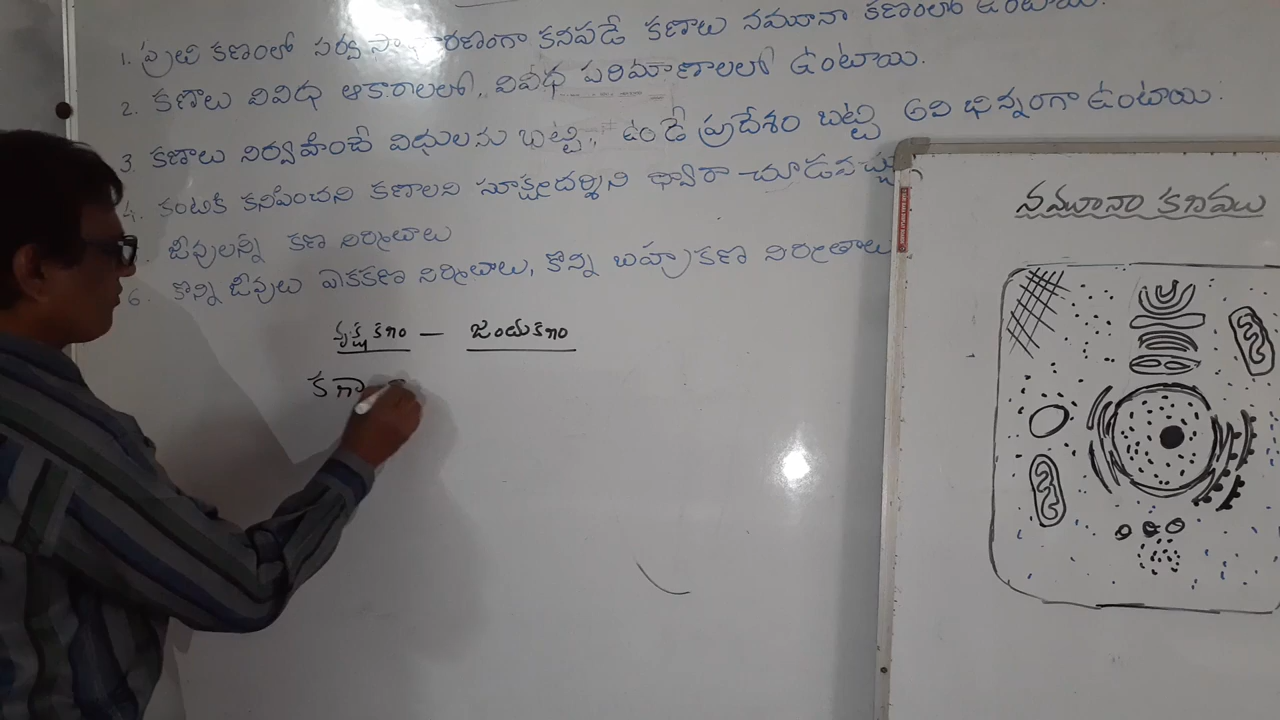 1. ప్రతి కణంలో సర్వ సాధారణంగా కనపడే కణాలు నమూనా కణంలో ఉంటాయి.
2. కణాలు వివిధ ఆకారాలలో, వివిధ పరిమాణాలలో ఉంటాయి.
3. కణాలు నిర్వహించే విధులను బట్టి, ఉండే ప్రదేశం బట్టి అవి భిన్నంగా ఉంటాయి.
4. కంటికి కనిపించని కణాలని సూక్ష్మదర్శిని ద్వారా చూడవచ్చు
. జీవులన్నీ కణ నిర్మితాలు
6. కొన్ని జీవులు ఏకకణ నిర్మితాలు, కొన్ని బహుకణ నిర్మితాలు
వృక్షకణం — జంతుకణం
నమూనా కణము